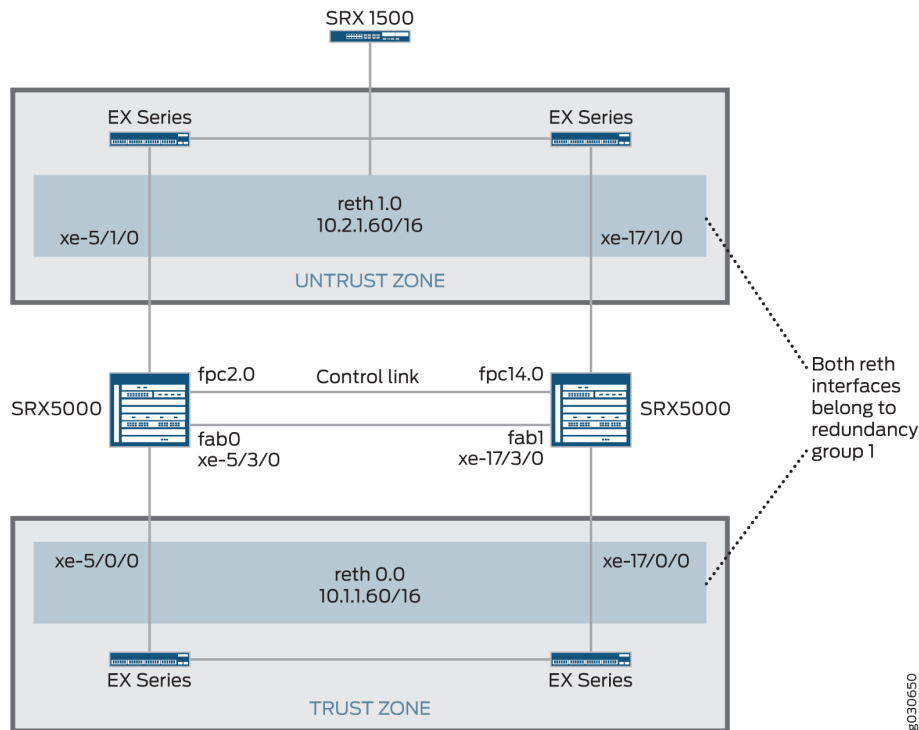 SRX 1500
EX Series
EX Series
reth 1.0
10.2.1.60/16
xe-5/1/0
xe-17/1/0
UNTRUST ZONE
Both reth
interfaces
belong to
redundancy
group 1
fpc2.0
Control link
fpc14.0
SRX5000
SRX5000
fab0
xe-5/3/0
fab1
xe-17/3/0
xe-5/0/0
xe-17/0/0
reth 0.0
10.1.1.60/16
EX Series
EX Series
TRUST ZONE
g030650